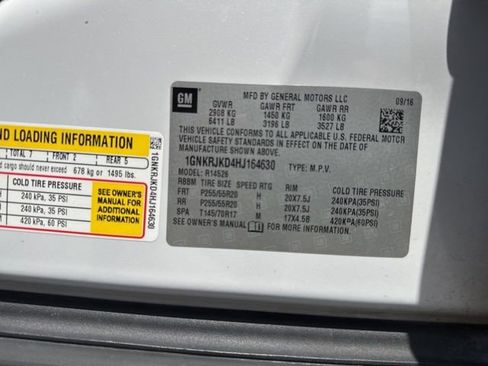 ND LOADING INFORMATION
TOTAL 7 FRONT 2 REAR 5
cargo should never exceed 678 kg or 1495 lbs.
COLD TIRE PRESSURE
240 kPa, 35 PSI
240 kPa, 35 PSI
420 kPa, 60 PSI
SEE OWNER'S
MANUAL FOR
ADDITIONAL
INFORMATION
1GNKRJKD4HJ164630
GM
MFD BY GENERAL MOTORS LLC 09/16
GVWR GAWR FRT GAWR RR
2908 KG 1450 KG 1600 KG
6411 LB 3196 LB 3527 LB
THIS VEHICLE CONFORMS TO ALL APPLICABLE U.S. FEDERAL MOTOR
VEHICLE SAFETY STANDARDS IN EFFECT ON THE DATE OF
MANUFACTURE SHOWN ABOVE.
1GNKRJKD4HJ164630 TYPE: M.P.V.
MODEL: R14526
TIRE SIZE SPEED RTG RIM COLD TIRE PRESSURE
FRT P255/55R20 H 20X7.5J 240KPA(35PSI)
RR P255/55R20 H 20X7.5J 240KPA(35PSI)
SPA T145/70R17 M 17X4.5B 420KPA(60PSI)
SEE OWNER'S MANUAL FOR MORE INFORMATION.